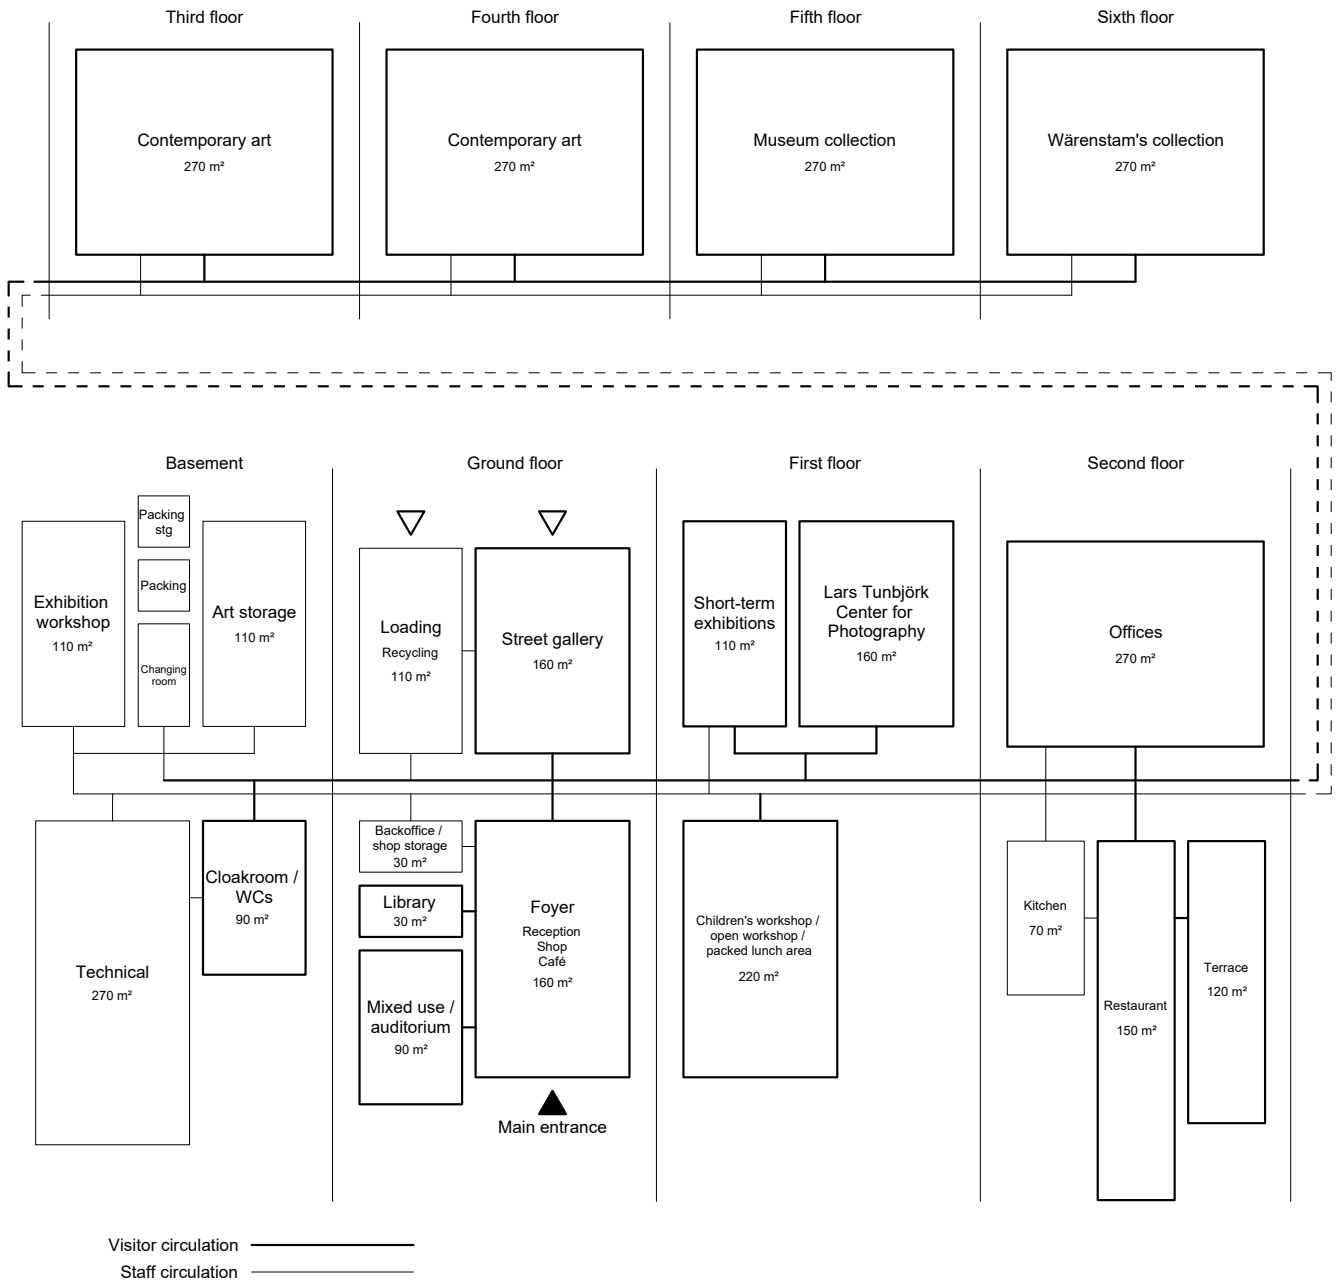 Third floor
Fourth floor
Fifth floor
Sixth floor
Contemporary art
270 m²
Contemporary art
270 m²
Museum collection
270 m²
Wärenstam's collection
270 m²
Basement
Ground floor
First floor
Second floor
Exhibition
workshop
110 m²
Packing
stg
Packing
Changing
room
Art storage
110 m²
Technical
270 m²
Cloakroom /
WCs
90 m²
Loading
Recycling
110 m²
Street gallery
160 m²
Backoffice /
shop storage
30 m²
Library
30 m²
Mixed use /
auditorium
90 m²
Foyer
Reception
Shop
Café
160 m²
Main entrance
Short-term
exhibitions
110 m²
Lars Tunbjörk
Center for
Photography
160 m²
Children's workshop /
open workshop /
packed lunch area
220 m²
Offices
270 m²
Kitchen
70 m²
Restaurant
150 m²
Terrace
120 m²
Visitor circulation
Staff circulation